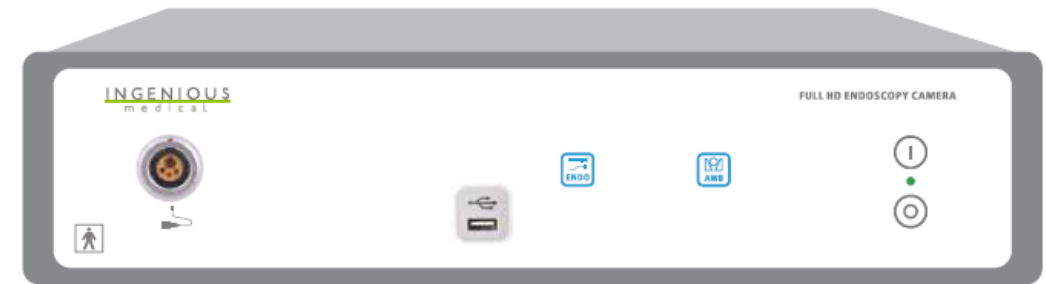 INGENIOUS
medical
FULL HD ENDOSCOPY CAMERA
ENDO
AWB